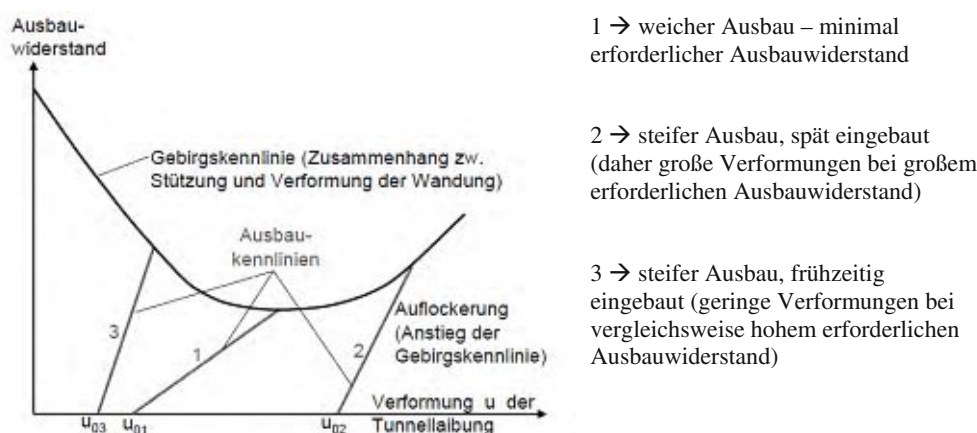 Ausbau-
widerstand
Gebirgskennlinie (Zusammenhang zw.
Stützung und Verformung der Wandung)
Ausbau-
kennlinien
Auflockerung
(Anstieg der
Gebirgskennlinie)
3
1
2
Verformung u der
Tunnellaibung
u03
u01
u02
1 → weicher Ausbau – minimal
erforderlicher Ausbauwiderstand
2 → steifer Ausbau, spät eingebaut
(daher große Verformungen bei großem
erforderlichen Ausbauwiderstand)
3 → steifer Ausbau, frühzeitig
eingebaut (geringe Verformungen bei
vergleichsweise hohem erforderlichen
Ausbauwiderstand)